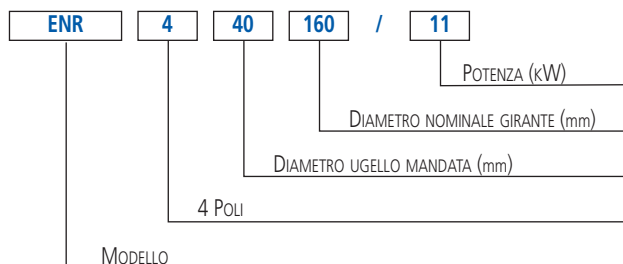 ENR 4 40 160 / 11
Potenza (kW)
Diametro nominale girante (mm)
Diametro ugello mandata (mm)
4 Poli
Modello